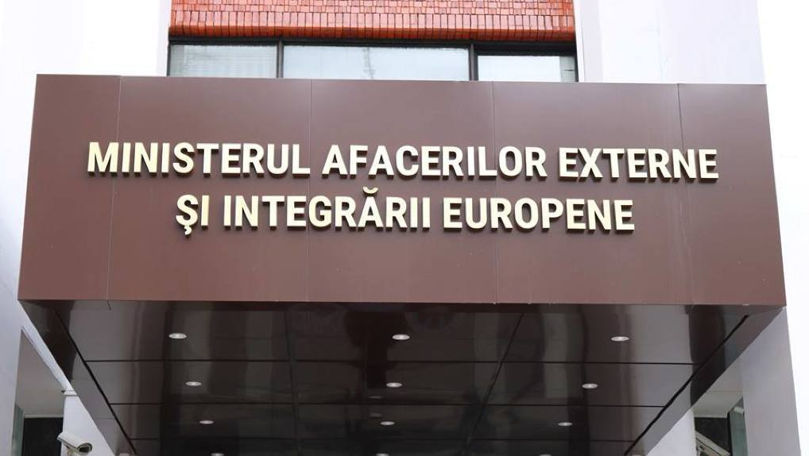 MINISTERUL AFACERILOR EXTERNE
ŞI INTEGRĂRII EUROPENE